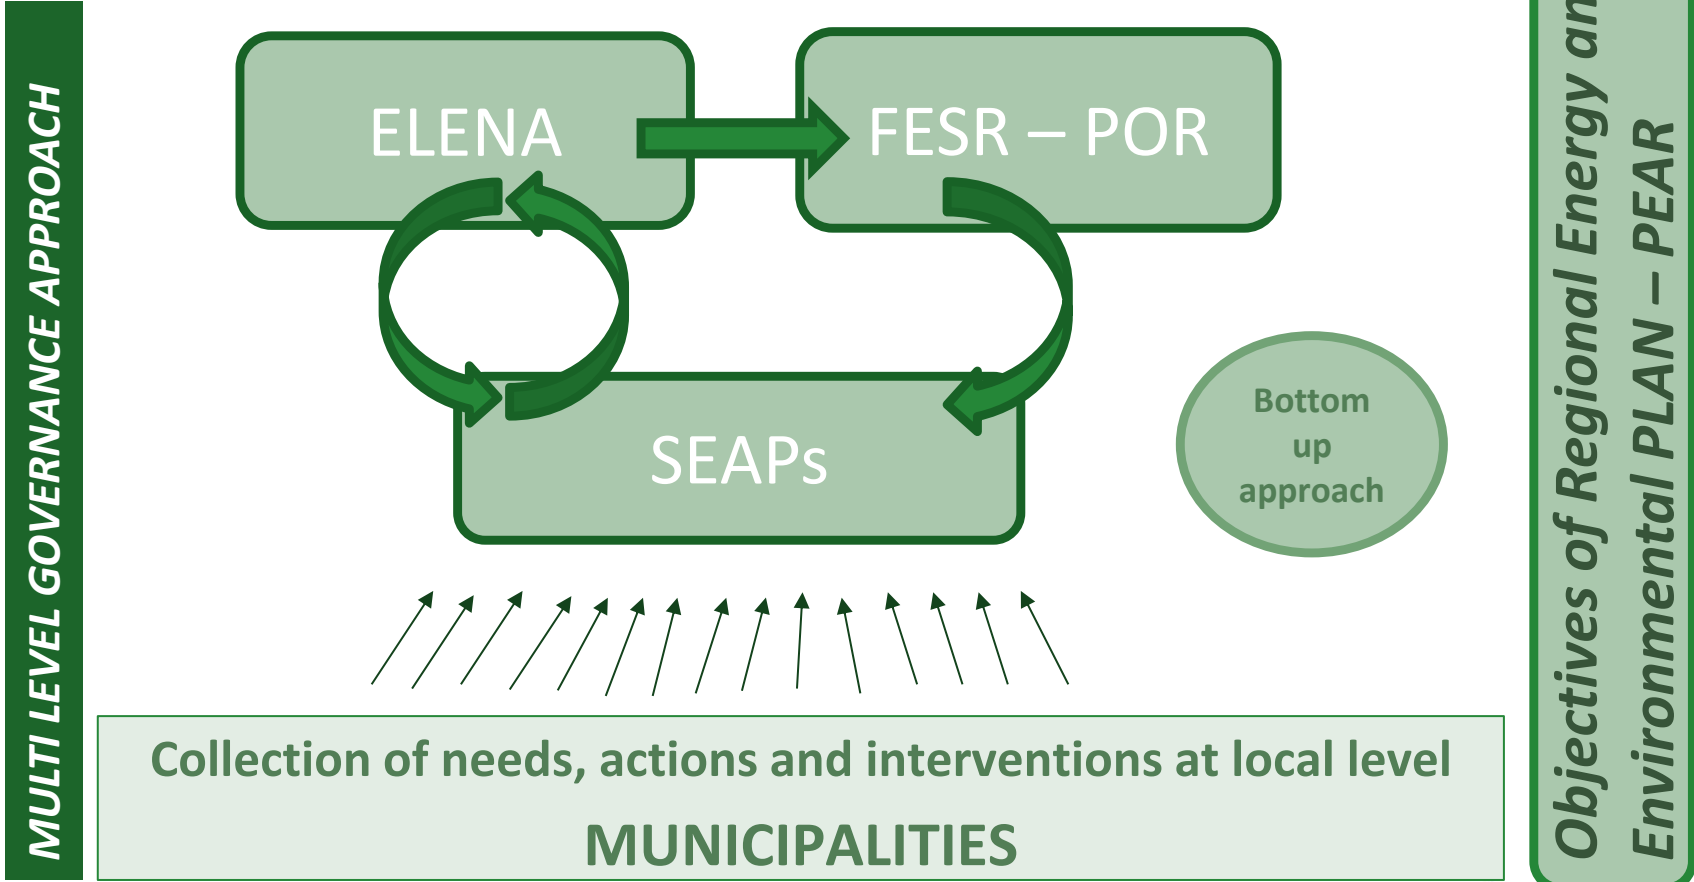 MULTI LEVEL GOVERNANCE APPROACH
ELENA
FESR – POR
SEAPs
Bottom
up
approach
Collection of needs, actions and interventions at local level
MUNICIPALITIES
Objectives of Regional Energy an
Environmental PLAN – PEAR